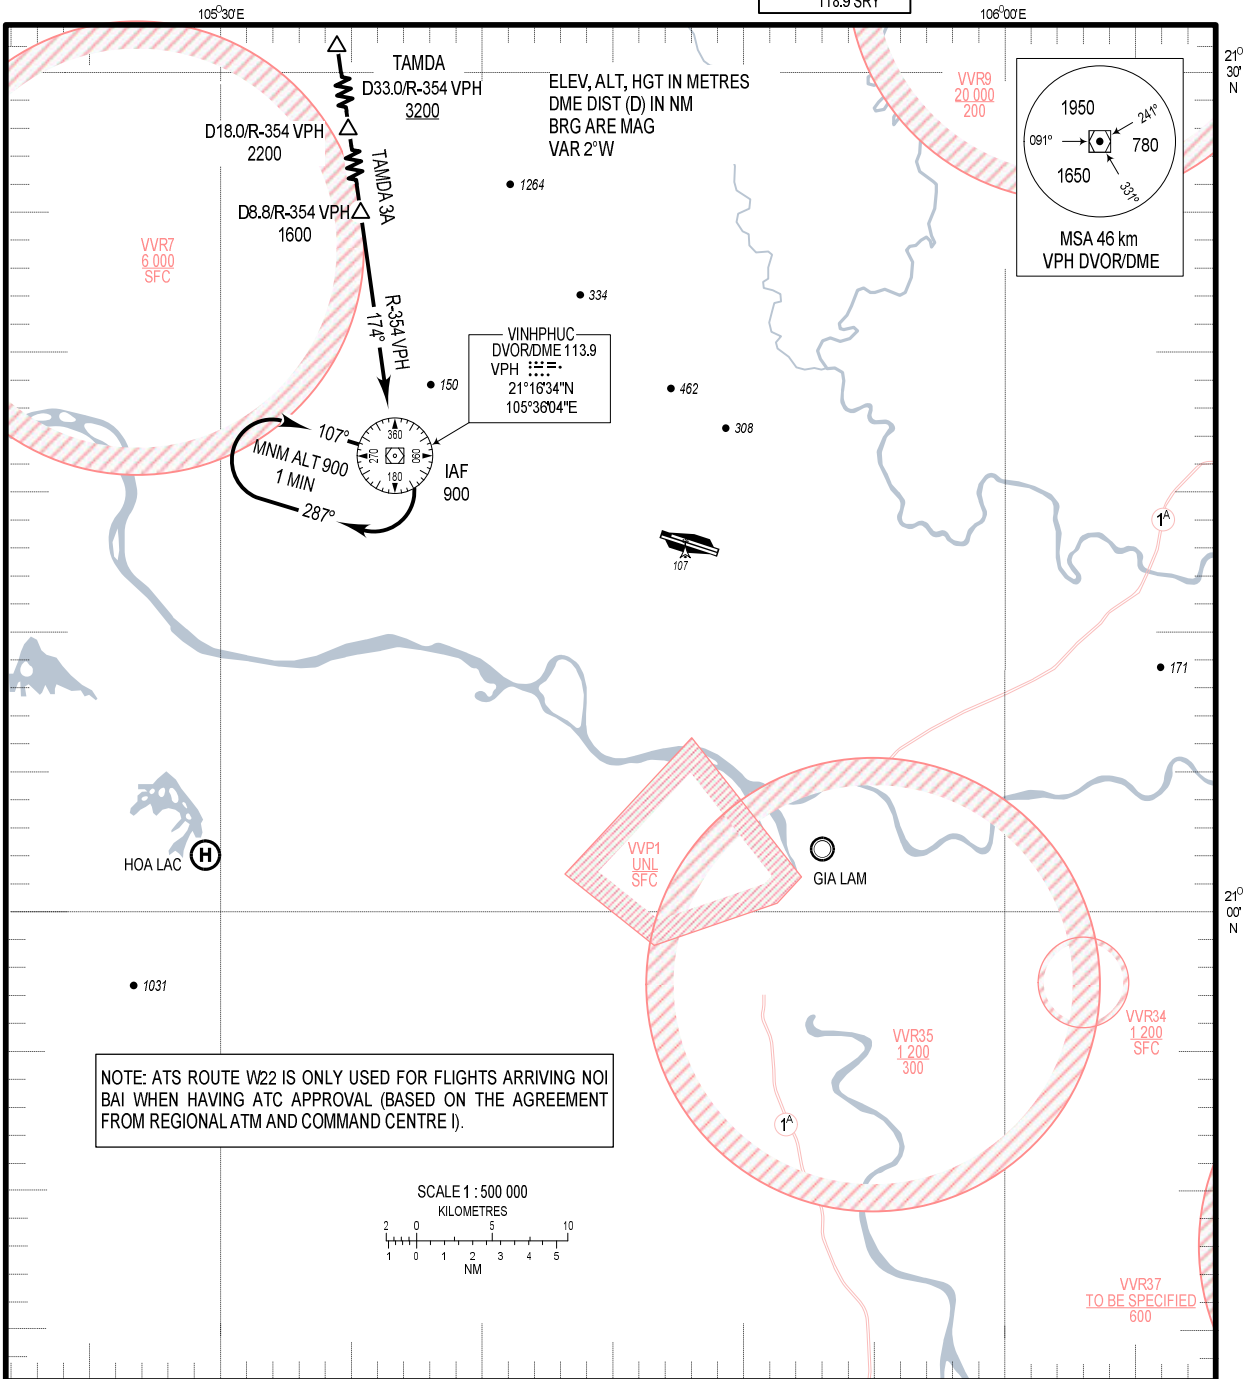 118.9 SRY
105°30'E
106°00'E
21°
30'
N
TAMDA
D33.0/R-354 VPH
3200
ELEV, ALT, HGT IN METRES
DME DIST (D) IN NM
BRG ARE MAG
VAR 2°W
VVR9
20 000
200
1950
241°
091°
780
1650
331°
MSA 46 km
VPH DVOR/DME
D18.0/R-354 VPH
2200
TAMDA 3A
1264
D8.8/R-354 VPH
1600
VVR7
6 000
SFC
334
R-354 VPH
174°
VINHPHUC
DVOR/DME 113.9
VPH
21°16'34"N
105°36'04"E
150
462
308
107°
MNM ALT 900
1 MIN
287°
360
270
090
180
IAF
900
1A
107
171
HOA LAC
H
VVP1
UNL
SFC
GIA LAM
21°
00'
N
1031
VVR35
1 200
300
VVR34
1 200
SFC
NOTE: ATS ROUTE W22 IS ONLY USED FOR FLIGHTS ARRIVING NOI
BAI WHEN HAVING ATC APPROVAL (BASED ON THE AGREEMENT
FROM REGIONAL ATM AND COMMAND CENTRE I).
1A
SCALE 1 : 500 000
KILOMETRES
2 0 5 10
1 0 1 2 3 4 5
NM
VVR37
TO BE SPECIFIED
600